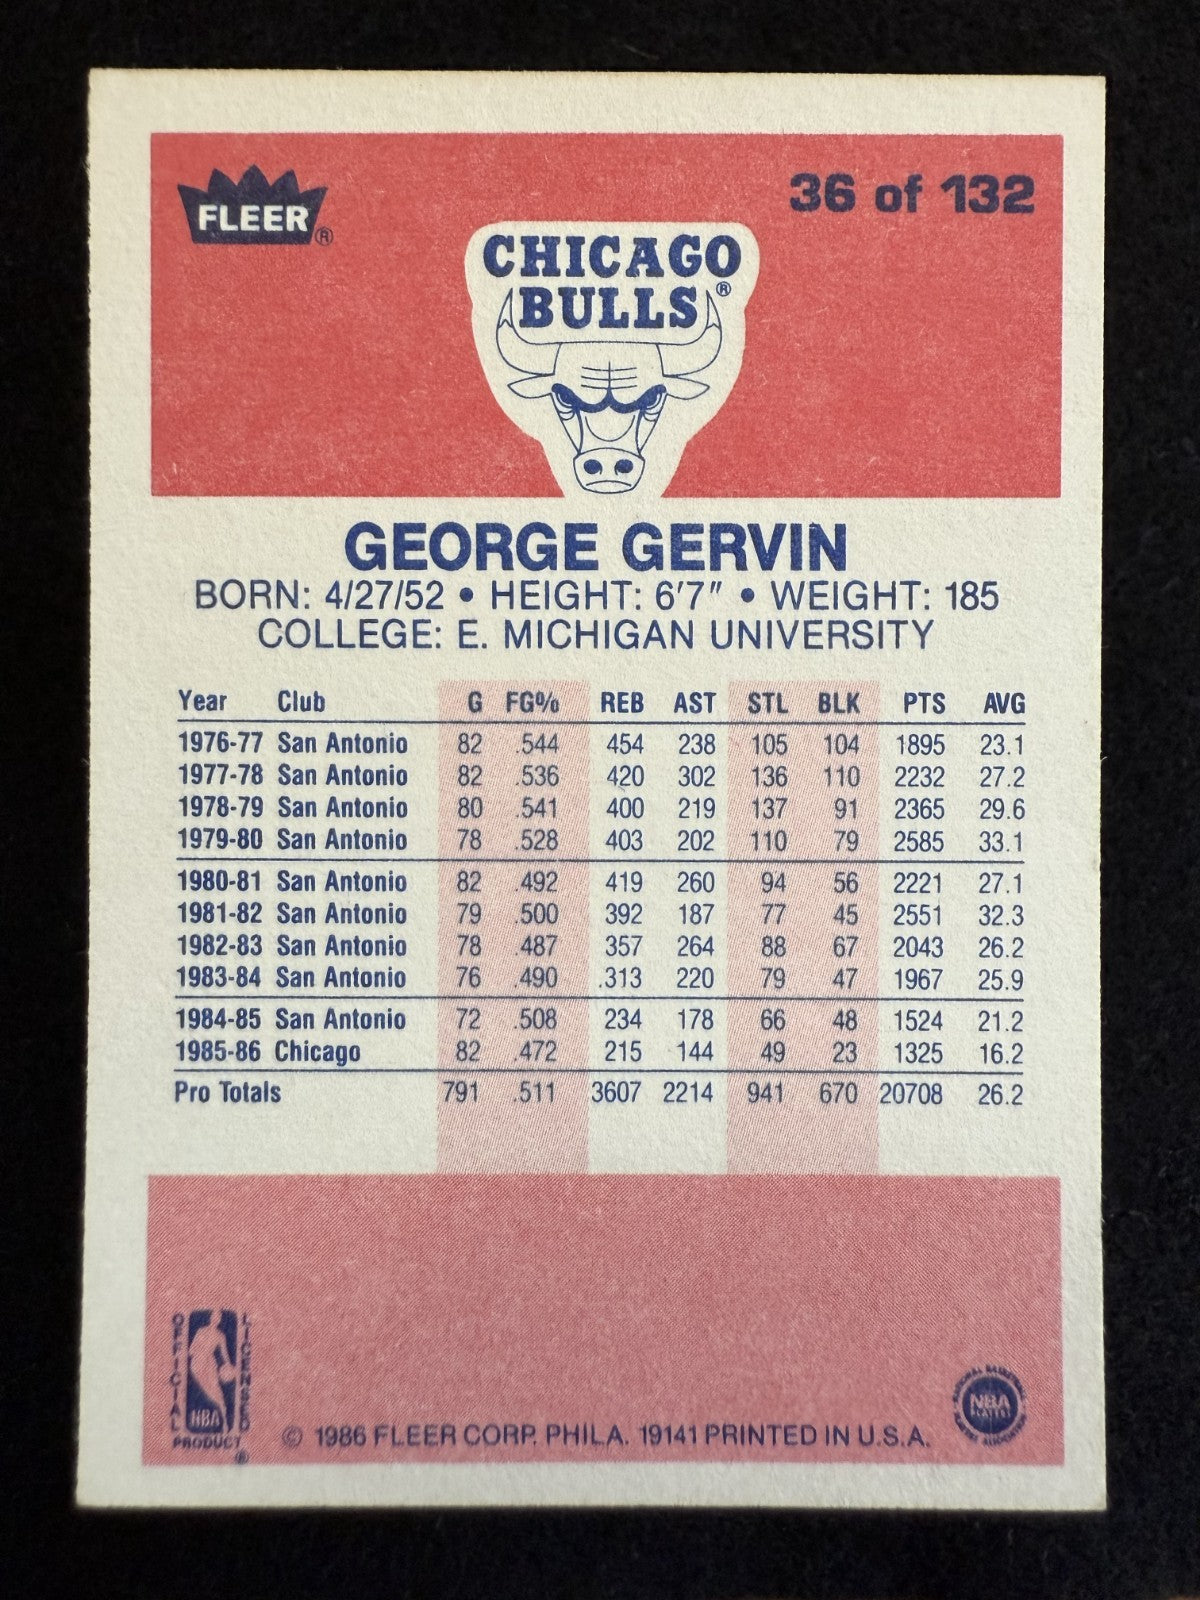 FLEER®
36 of 132
CHICAGO
BULLS®
GEORGE GERVIN
BORN: 4/27/52 • HEIGHT: 6'7" • WEIGHT: 185
COLLEGE: E. MICHIGAN UNIVERSITY
Year Club G FG% REB AST STL BLK PTS AVG
1976-77 San Antonio 82 .544 454 238 105 104 1895 23.1
1977-78 San Antonio 82 .536 420 302 136 110 2232 27.2
1978-79 San Antonio 80 .541 400 219 137 91 2365 29.6
1979-80 San Antonio 78 .528 403 202 110 79 2585 33.1
1980-81 San Antonio 82 .492 419 260 94 56 2221 27.1
1981-82 San Antonio 79 .500 392 187 77 45 2551 32.3
1982-83 San Antonio 78 .487 357 264 88 67 2043 26.2
1983-84 San Antonio 76 .490 .313 220 79 47 1967 25.9
1984-85 San Antonio 72 .508 234 178 66 48 1524 21.2
1985-86 Chicago 82 .472 215 144 49 23 1325 16.2
Pro Totals 791 .511 3607 2214 941 670 20708 26.2
OFFICIAL
LICENSED
NBA
PRODUCT®
© 1986 FLEER CORP. PHILA. 19141 PRINTED IN U.S.A.
NATIONAL BASKETBALL
NBA
PLAYERS